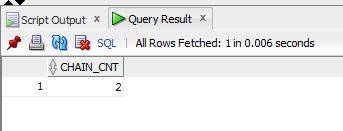 Script Output × Query Result ×
SQL | All Rows Fetched: 1 in 0.006 seconds
CHAIN_CNT
1 2